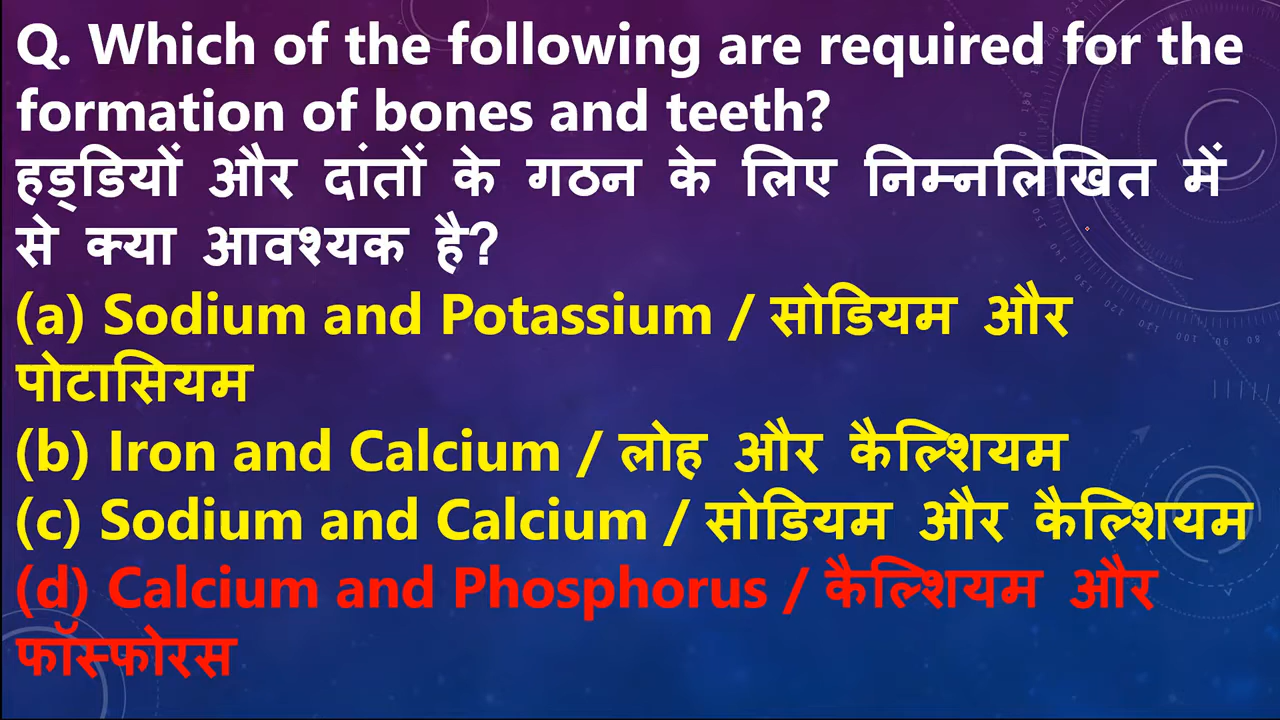 Q. Which of the following are required for the
formation of bones and teeth?
हड्डियों और दांतों के गठन के लिए निम्नलिखित में
से क्या आवश्यक है?
(a) Sodium and Potassium / सोडियम और
पोटासियम
(b) Iron and Calcium / लोह और कैल्शियम
(c) Sodium and Calcium / सोडियम और कैल्शियम
(d) Calcium and Phosphorus / कैल्शियम और
फॉस्फोरस